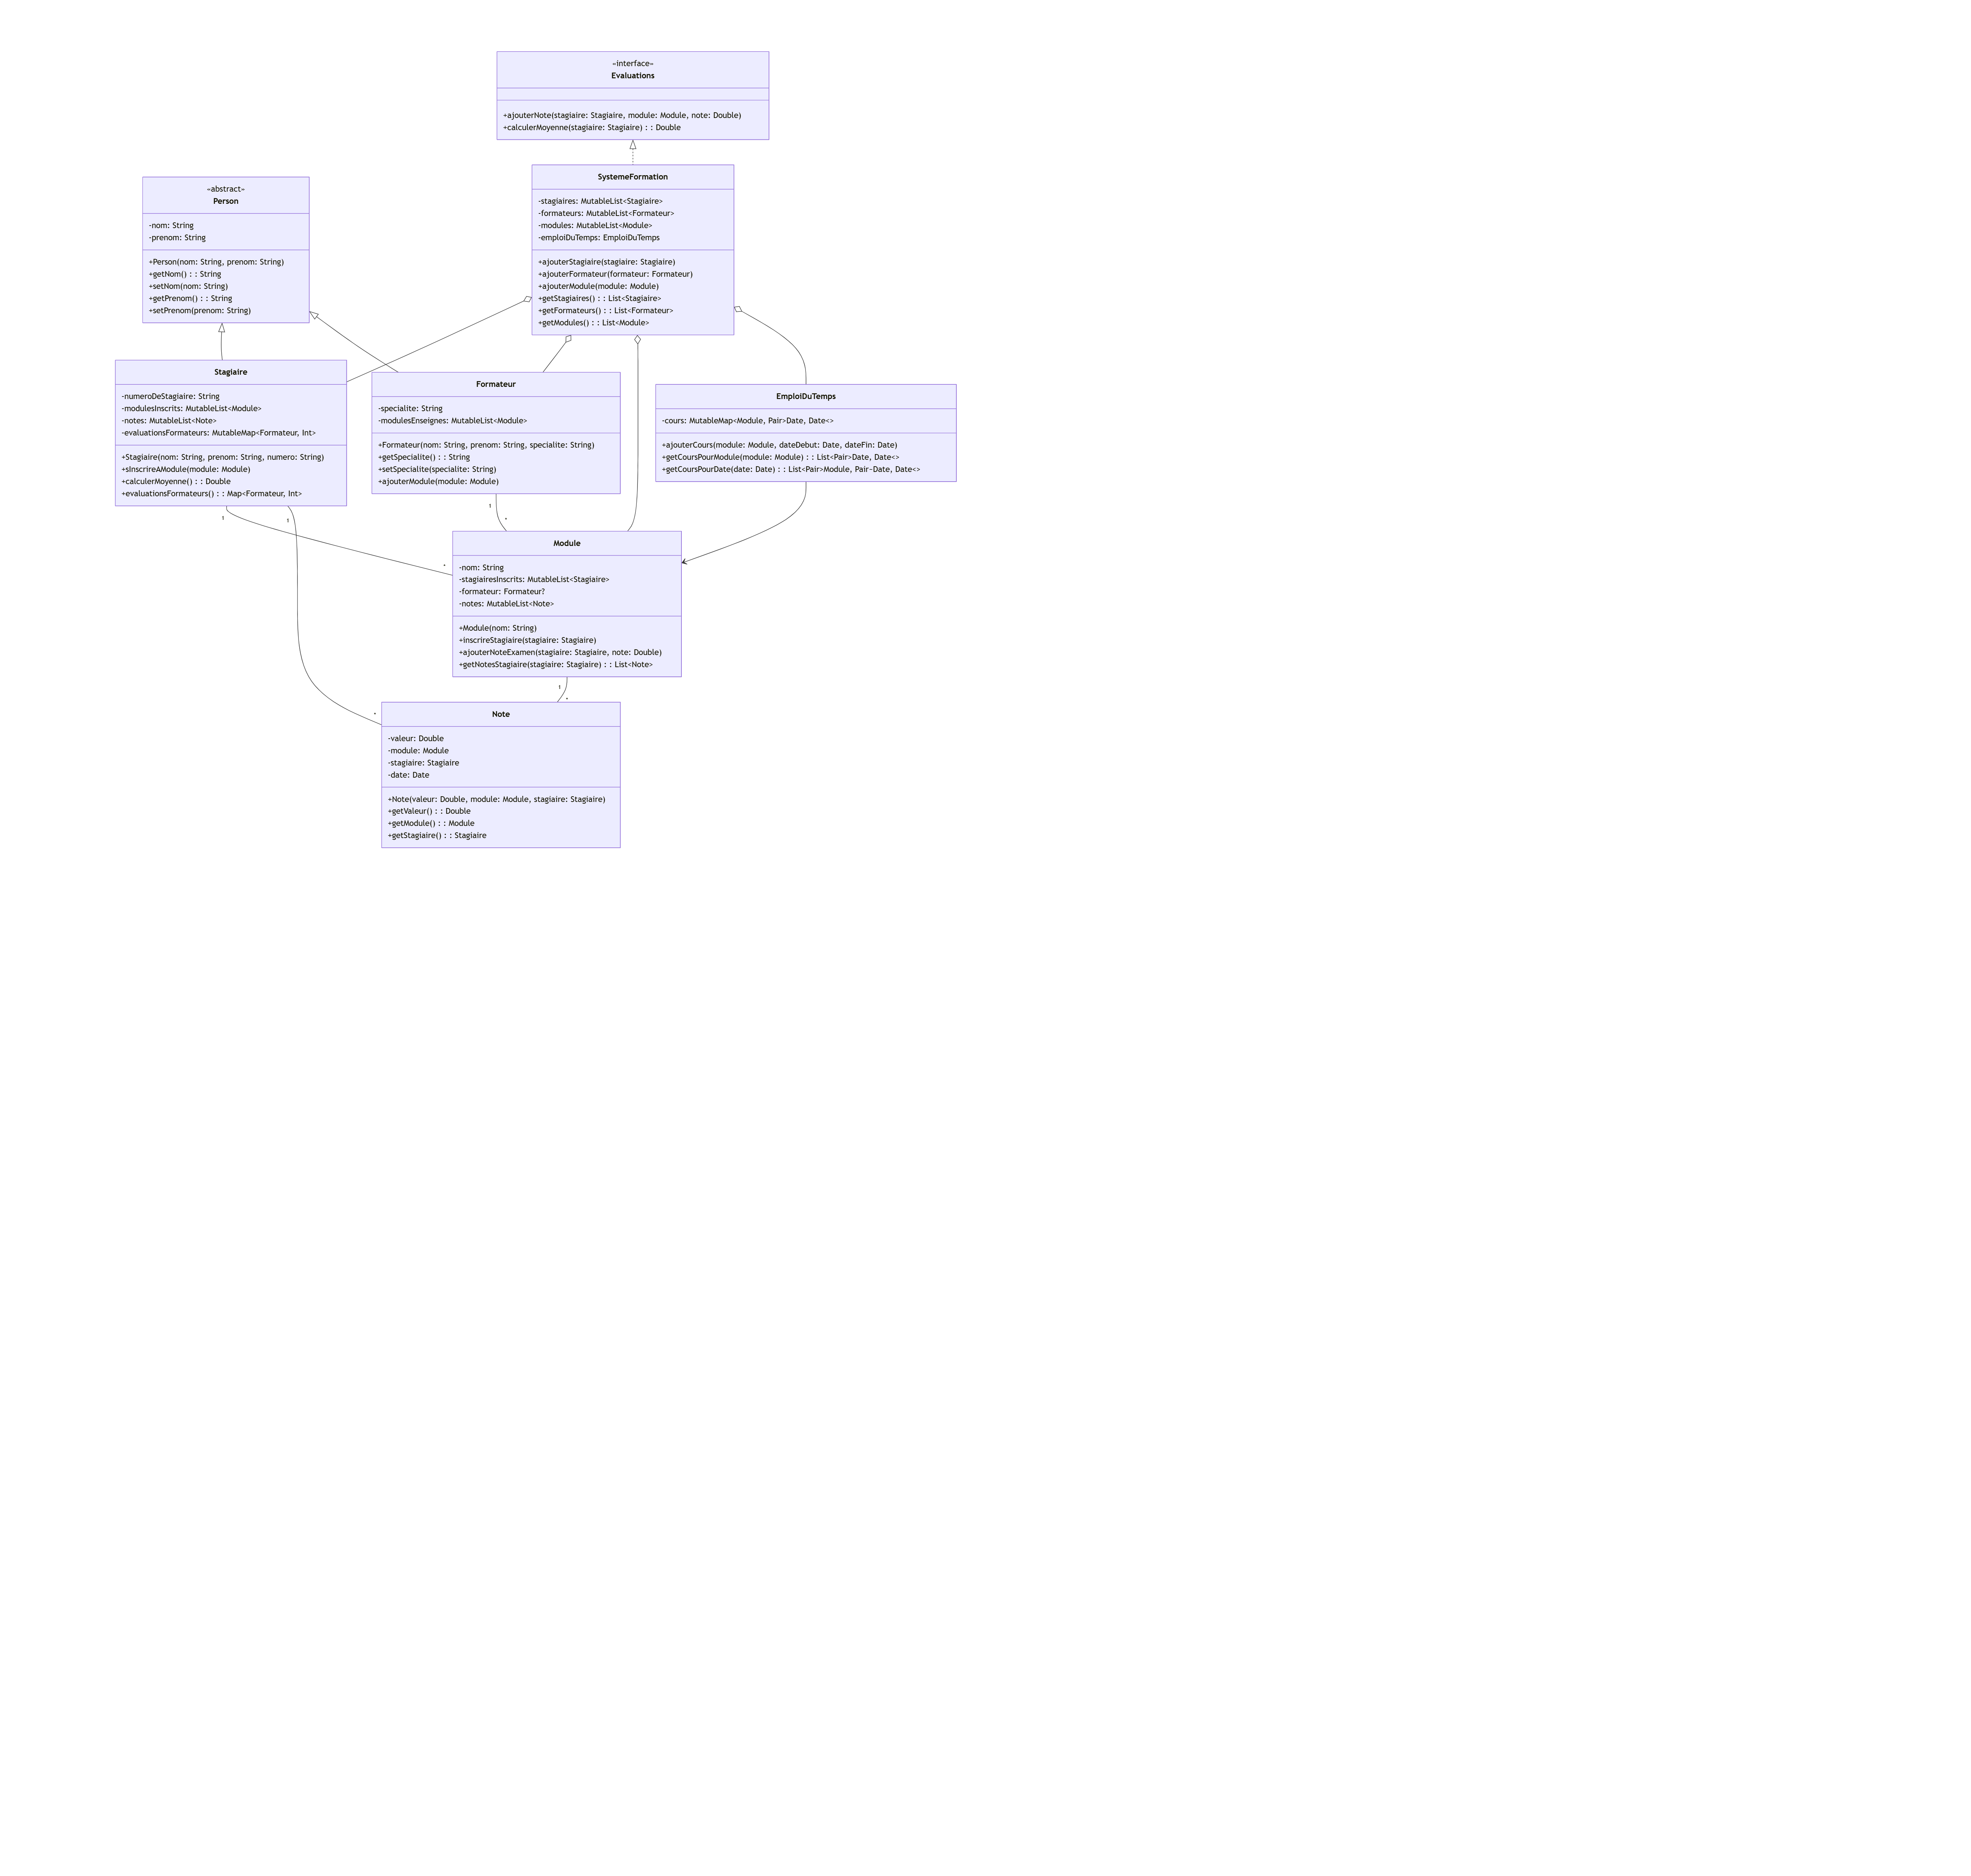 «interface»
Evaluations
+ajouterNote(stagiaire: Stagiaire, module: Module, note: Double)
+calculerMoyenne(stagiaire: Stagiaire) : : Double
SystemeFormation
-stagiaires: MutableList<Stagiaire>
-formateurs: MutableList<Formateur>
-modules: MutableList<Module>
-emploiDuTemps: EmploiDuTemps
+ajouterStagiaire(stagiaire: Stagiaire)
+ajouterFormateur(formateur: Formateur)
+ajouterModule(module: Module)
+getStagiaires() : : List<Stagiaire>
+getFormateurs() : : List<Formateur>
+getModules() : : List<Module>
«abstract»
Person
-nom: String
-prenom: String
+Person(nom: String, prenom: String)
+getNom() : : String
+setNom(nom: String)
+getPrenom() : : String
+setPrenom(prenom: String)
Stagiaire
-numeroDeStagiaire: String
-modulesInscrits: MutableList<Module>
-notes: MutableList<Note>
-evaluationsFormateurs: MutableMap<Formateur, Int>
+Stagiaire(nom: String, prenom: String, numero: String)
+sInscrireAModule(module: Module)
+calculerMoyenne() : : Double
+evaluationsFormateurs() : : Map<Formateur, Int>
Formateur
-specialite: String
-modulesEnseignes: MutableList<Module>
+Formateur(nom: String, prenom: String, specialite: String)
+getSpecialite() : : String
+setSpecialite(specialite: String)
+ajouterModule(module: Module)
EmploiDuTemps
-cours: MutableMap<Module, Pair>Date, Date<>
+ajouterCours(module: Module, dateDebut: Date, dateFin: Date)
+getCoursPourModule(module: Module) : : List<Pair>Date, Date<>
+getCoursPourDate(date: Date) : : List<Pair>Module, Pair~Date, Date<>
1
1
1
*
*
Module
-nom: String
-stagiairesInscrits: MutableList<Stagiaire>
-formateur: Formateur?
-notes: MutableList<Note>
+Module(nom: String)
+inscrireStagiaire(stagiaire: Stagiaire)
+ajouterNoteExamen(stagiaire: Stagiaire, note: Double)
+getNotesStagiaire(stagiaire: Stagiaire) : : List<Note>
1
*
*
Note
-valeur: Double
-module: Module
-stagiaire: Stagiaire
-date: Date
+Note(valeur: Double, module: Module, stagiaire: Stagiaire)
+getValeur() : : Double
+getModule() : : Module
+getStagiaire() : : Stagiaire